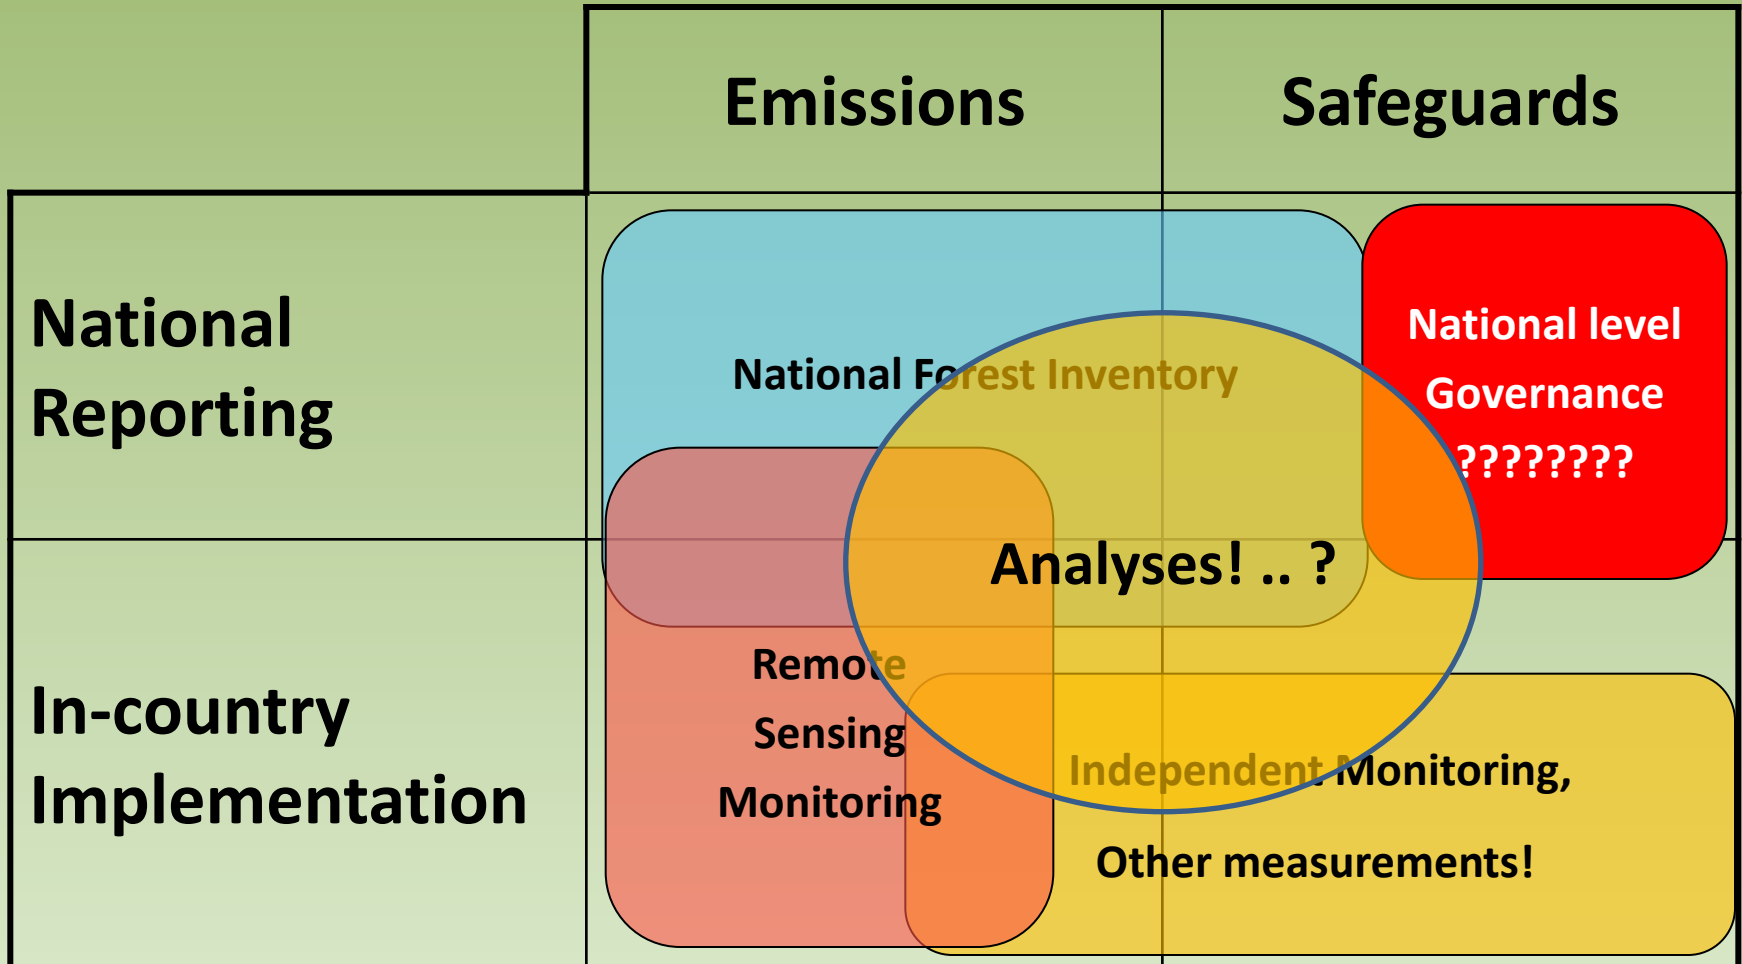 Emissions
Safeguards
National
Reporting
National Forest Inventory
National level
Governance
????????
Analyses! .. ?
In-country
Implementation
Remote
Sensing
Monitoring
Independent Monitoring,
Other measurements!